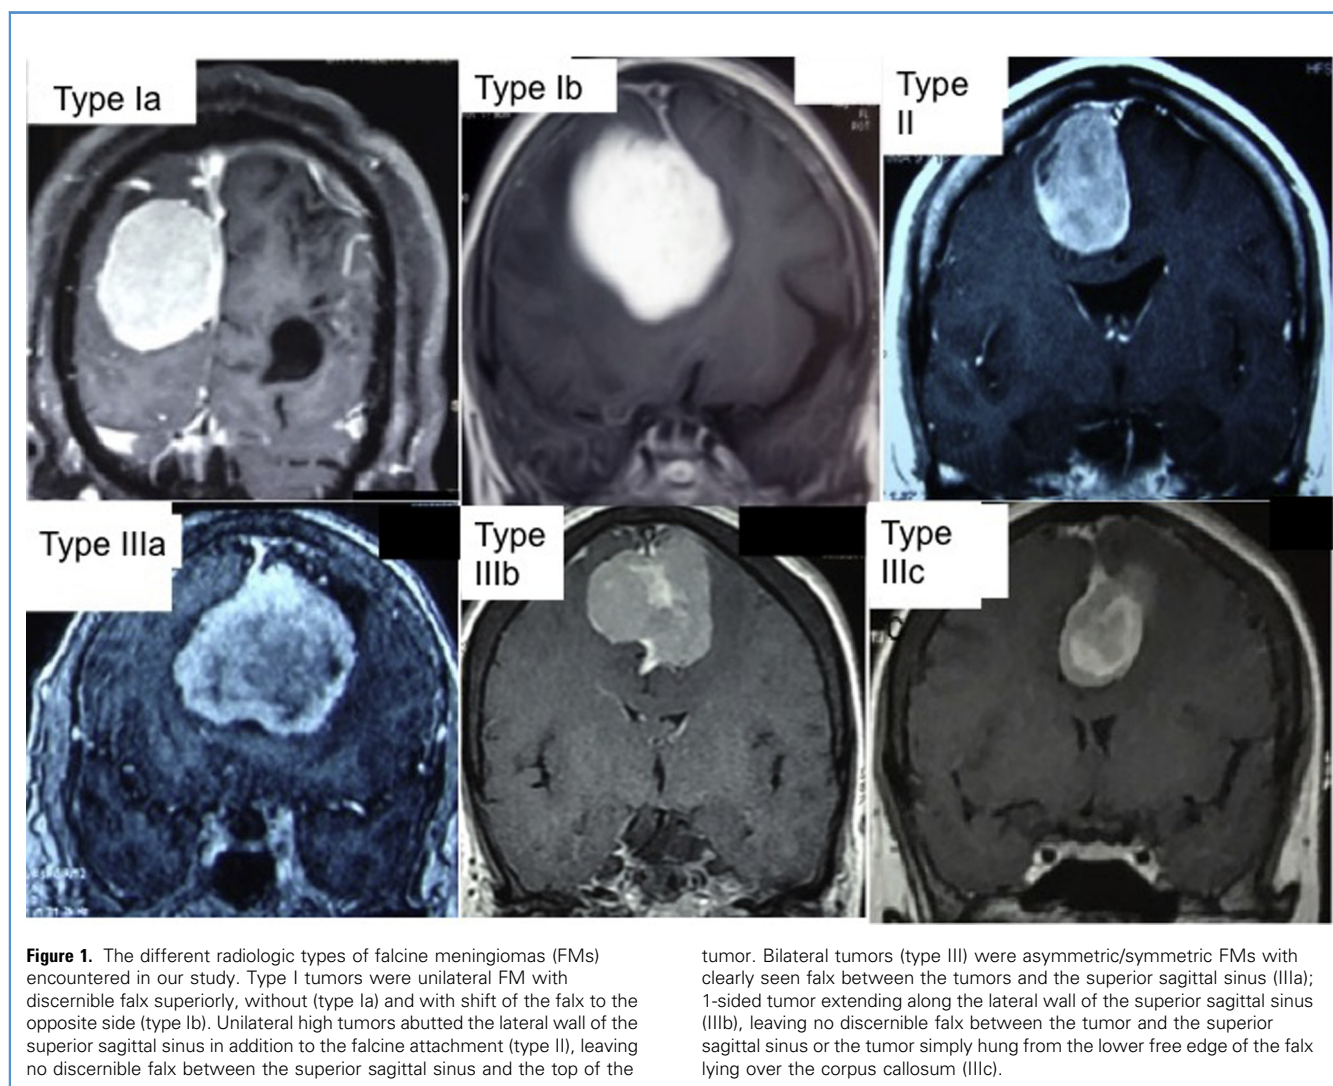 Type Ia
Type Ib
Type
II
HFS
Type IIIa
Type
IIIb
Type
IIIc
Figure 1. The different radiologic types of falcine meningiomas (FMs)
encountered in our study. Type I tumors were unilateral FM with
discernible falx superiorly, without (type Ia) and with shift of the falx to the
opposite side (type Ib). Unilateral high tumors abutted the lateral wall of the
superior sagittal sinus in addition to the falcine attachment (type II), leaving
no discernible falx between the superior sagittal sinus and the top of the
tumor. Bilateral tumors (type III) were asymmetric/symmetric FMs with
clearly seen falx between the tumors and the superior sagittal sinus (IIIa);
1-sided tumor extending along the lateral wall of the superior sagittal sinus
(IIIb), leaving no discernible falx between the tumor and the superior
sagittal sinus or the tumor simply hung from the lower free edge of the falx
lying over the corpus callosum (IIIc).